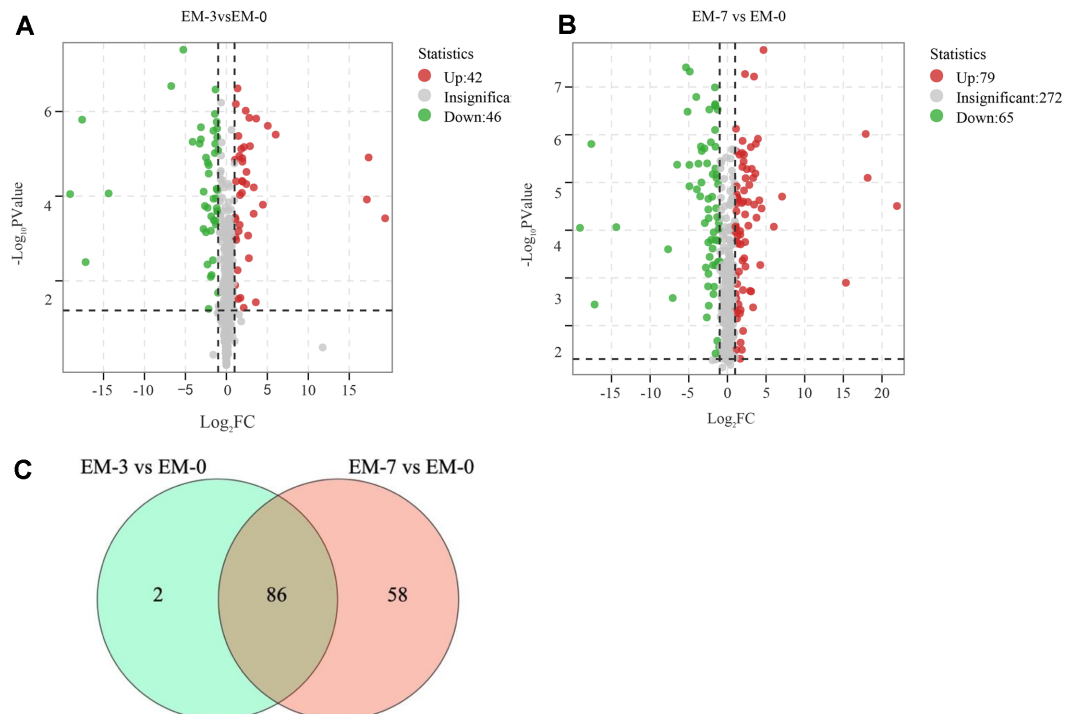 A
EM-3vsEM-0
Statistics
Up:42
Insignifica
Down:46
6
4
2
-Log10PValue
-15 -10 −5 0 5 10 15
Log2FC
B
EM-7 vs EM-0
Statistics
Up:79
Insignificant:272
Down:65
7
6
5
4
3
2
-Log10PValue
-15 -10 -5 0 5 10 15 20
Log2FC
C
EM-3 vs EM-0 EM-7 vs EM-0
2 86 58